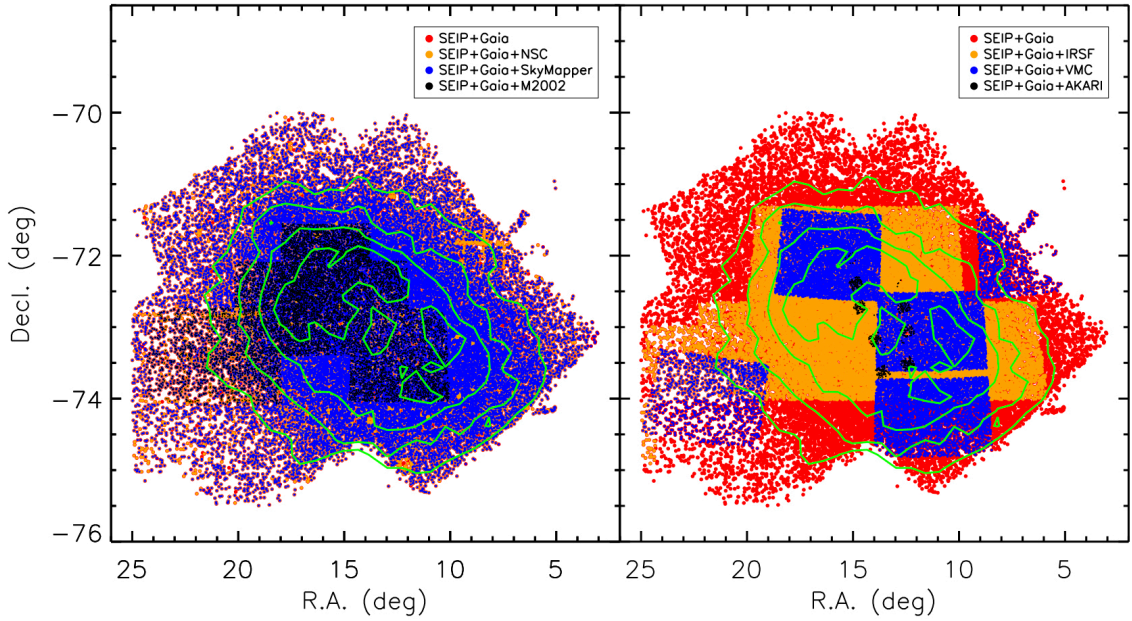 SEIP+Gaia
SEIP+Gaia+NSC
SEIP+Gaia+SkyMapper
SEIP+Gaia+M2002
SEIP+Gaia
SEIP+Gaia+IRSF
SEIP+Gaia+VMC
SEIP+Gaia+AKARI
Decl. (deg)
−70
−72
−74
−76
25 20 15 10 5
25 20 15 10 5
R.A. (deg)
R.A. (deg)